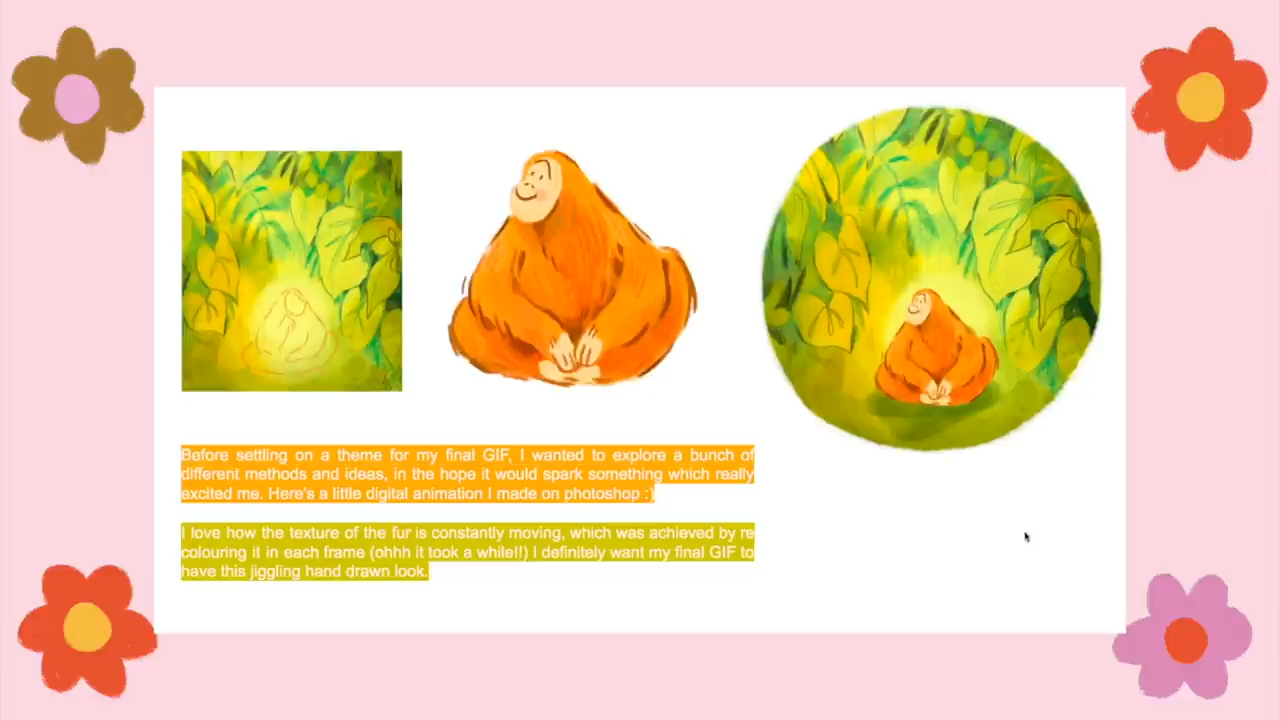 Before settling on a theme for my final GIF, I wanted to explore a bunch of
different methods and ideas, in the hope it would spark something which really
excited me. Here's a little digital animation I made on photoshop :)
I love how the texture of the fur is constantly moving, which was achieved by re
colouring it in each frame (ohhh it took a while!!) I definitely want my final GIF to
have this jiggling hand drawn look.